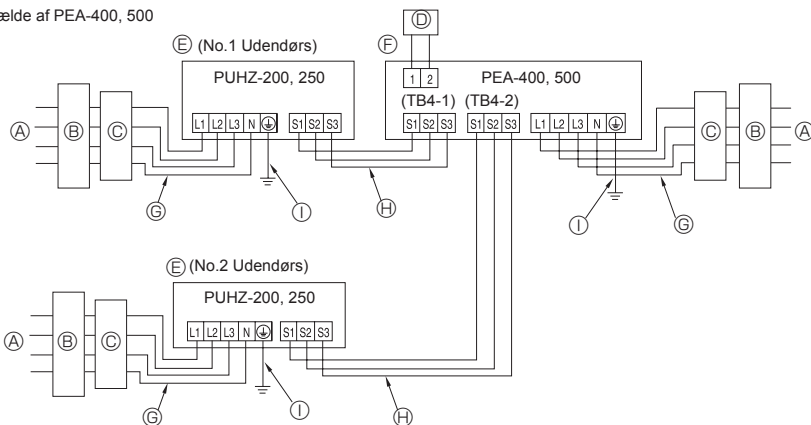 ælde af PEA-400, 500
Ⓓ
Ⓔ (No.1 Udendørs)
Ⓕ
PUHZ-200, 250
1 2
PEA-400, 500
(TB4-1) (TB4-2)
L1 L2 L3 N S1 S2 S3
S1 S2 S3 S1 S2 S3 L1 L2 L3 N
Ⓐ Ⓑ Ⓒ
Ⓒ Ⓑ Ⓐ
Ⓖ Ⓘ Ⓗ Ⓘ Ⓖ
Ⓔ (No.2 Udendørs)
PUHZ-200, 250
L1 L2 L3 N S1 S2 S3
Ⓐ Ⓑ Ⓒ
Ⓖ Ⓘ Ⓗ